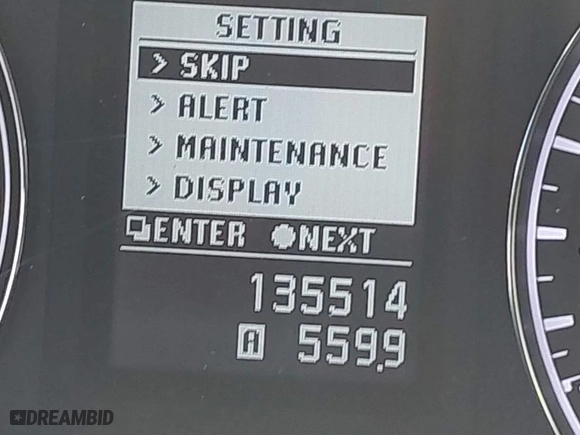 SETTING
> SKIP
> ALERT
> MAINTENANCE
> DISPLAY
ENTER NEXT
135514
A 559.9
DREAMBID